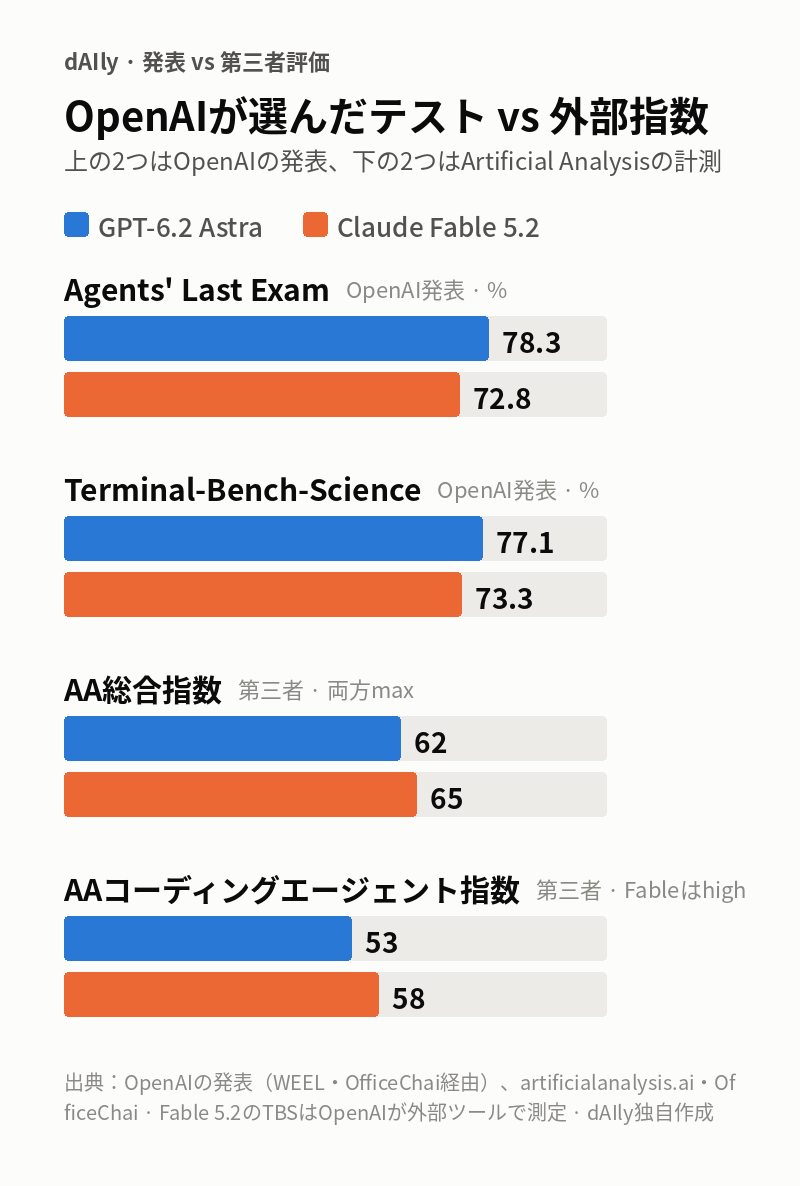 dAIly · 発表 vs 第三者評価
OpenAIが選んだテスト vs 外部指数
上の2つはOpenAIの発表、下の2つはArtificial Analysisの計測
GPT-6.2 Astra Claude Fable 5.2
Agents' Last Exam OpenAI発表 · %
78.3
72.8
Terminal-Bench-Science OpenAI発表 · %
77.1
73.3
AA総合指数 第三者 · 両方max
62
65
AAコーディングエージェント指数 第三者 · Fableはhigh
53
58
出典：OpenAIの発表（WEEL・OfficeChai経由）、artificialanalysis.ai・Of
ficeChai · Fable 5.2のTBSはOpenAIが外部ツールで測定 · dAIly独自作成